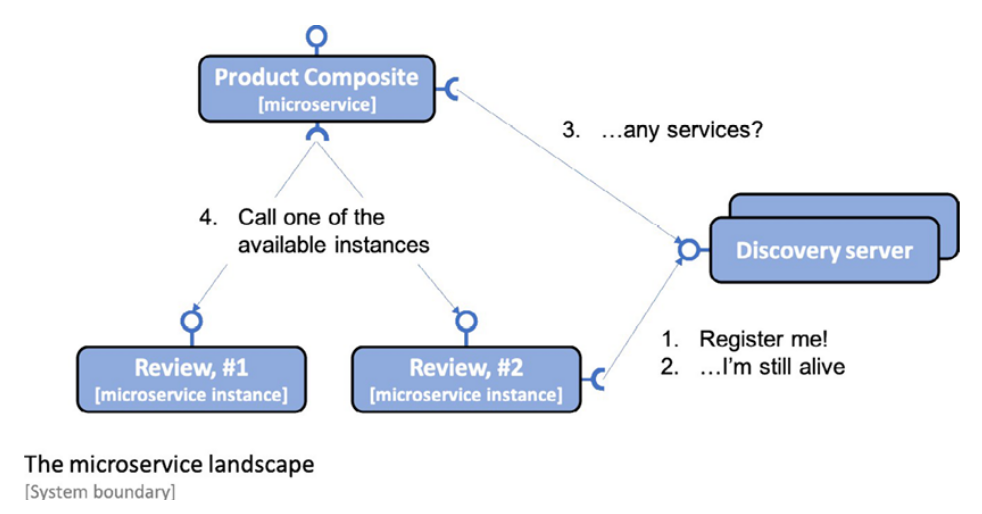 Product Composite
[microservice]
3. …any services?
4. Call one of the
available instances
Discovery server
1. Register me!
2. …I'm still alive
Review, #1
[microservice instance]
Review, #2
[microservice instance]
The microservice landscape
[System boundary]